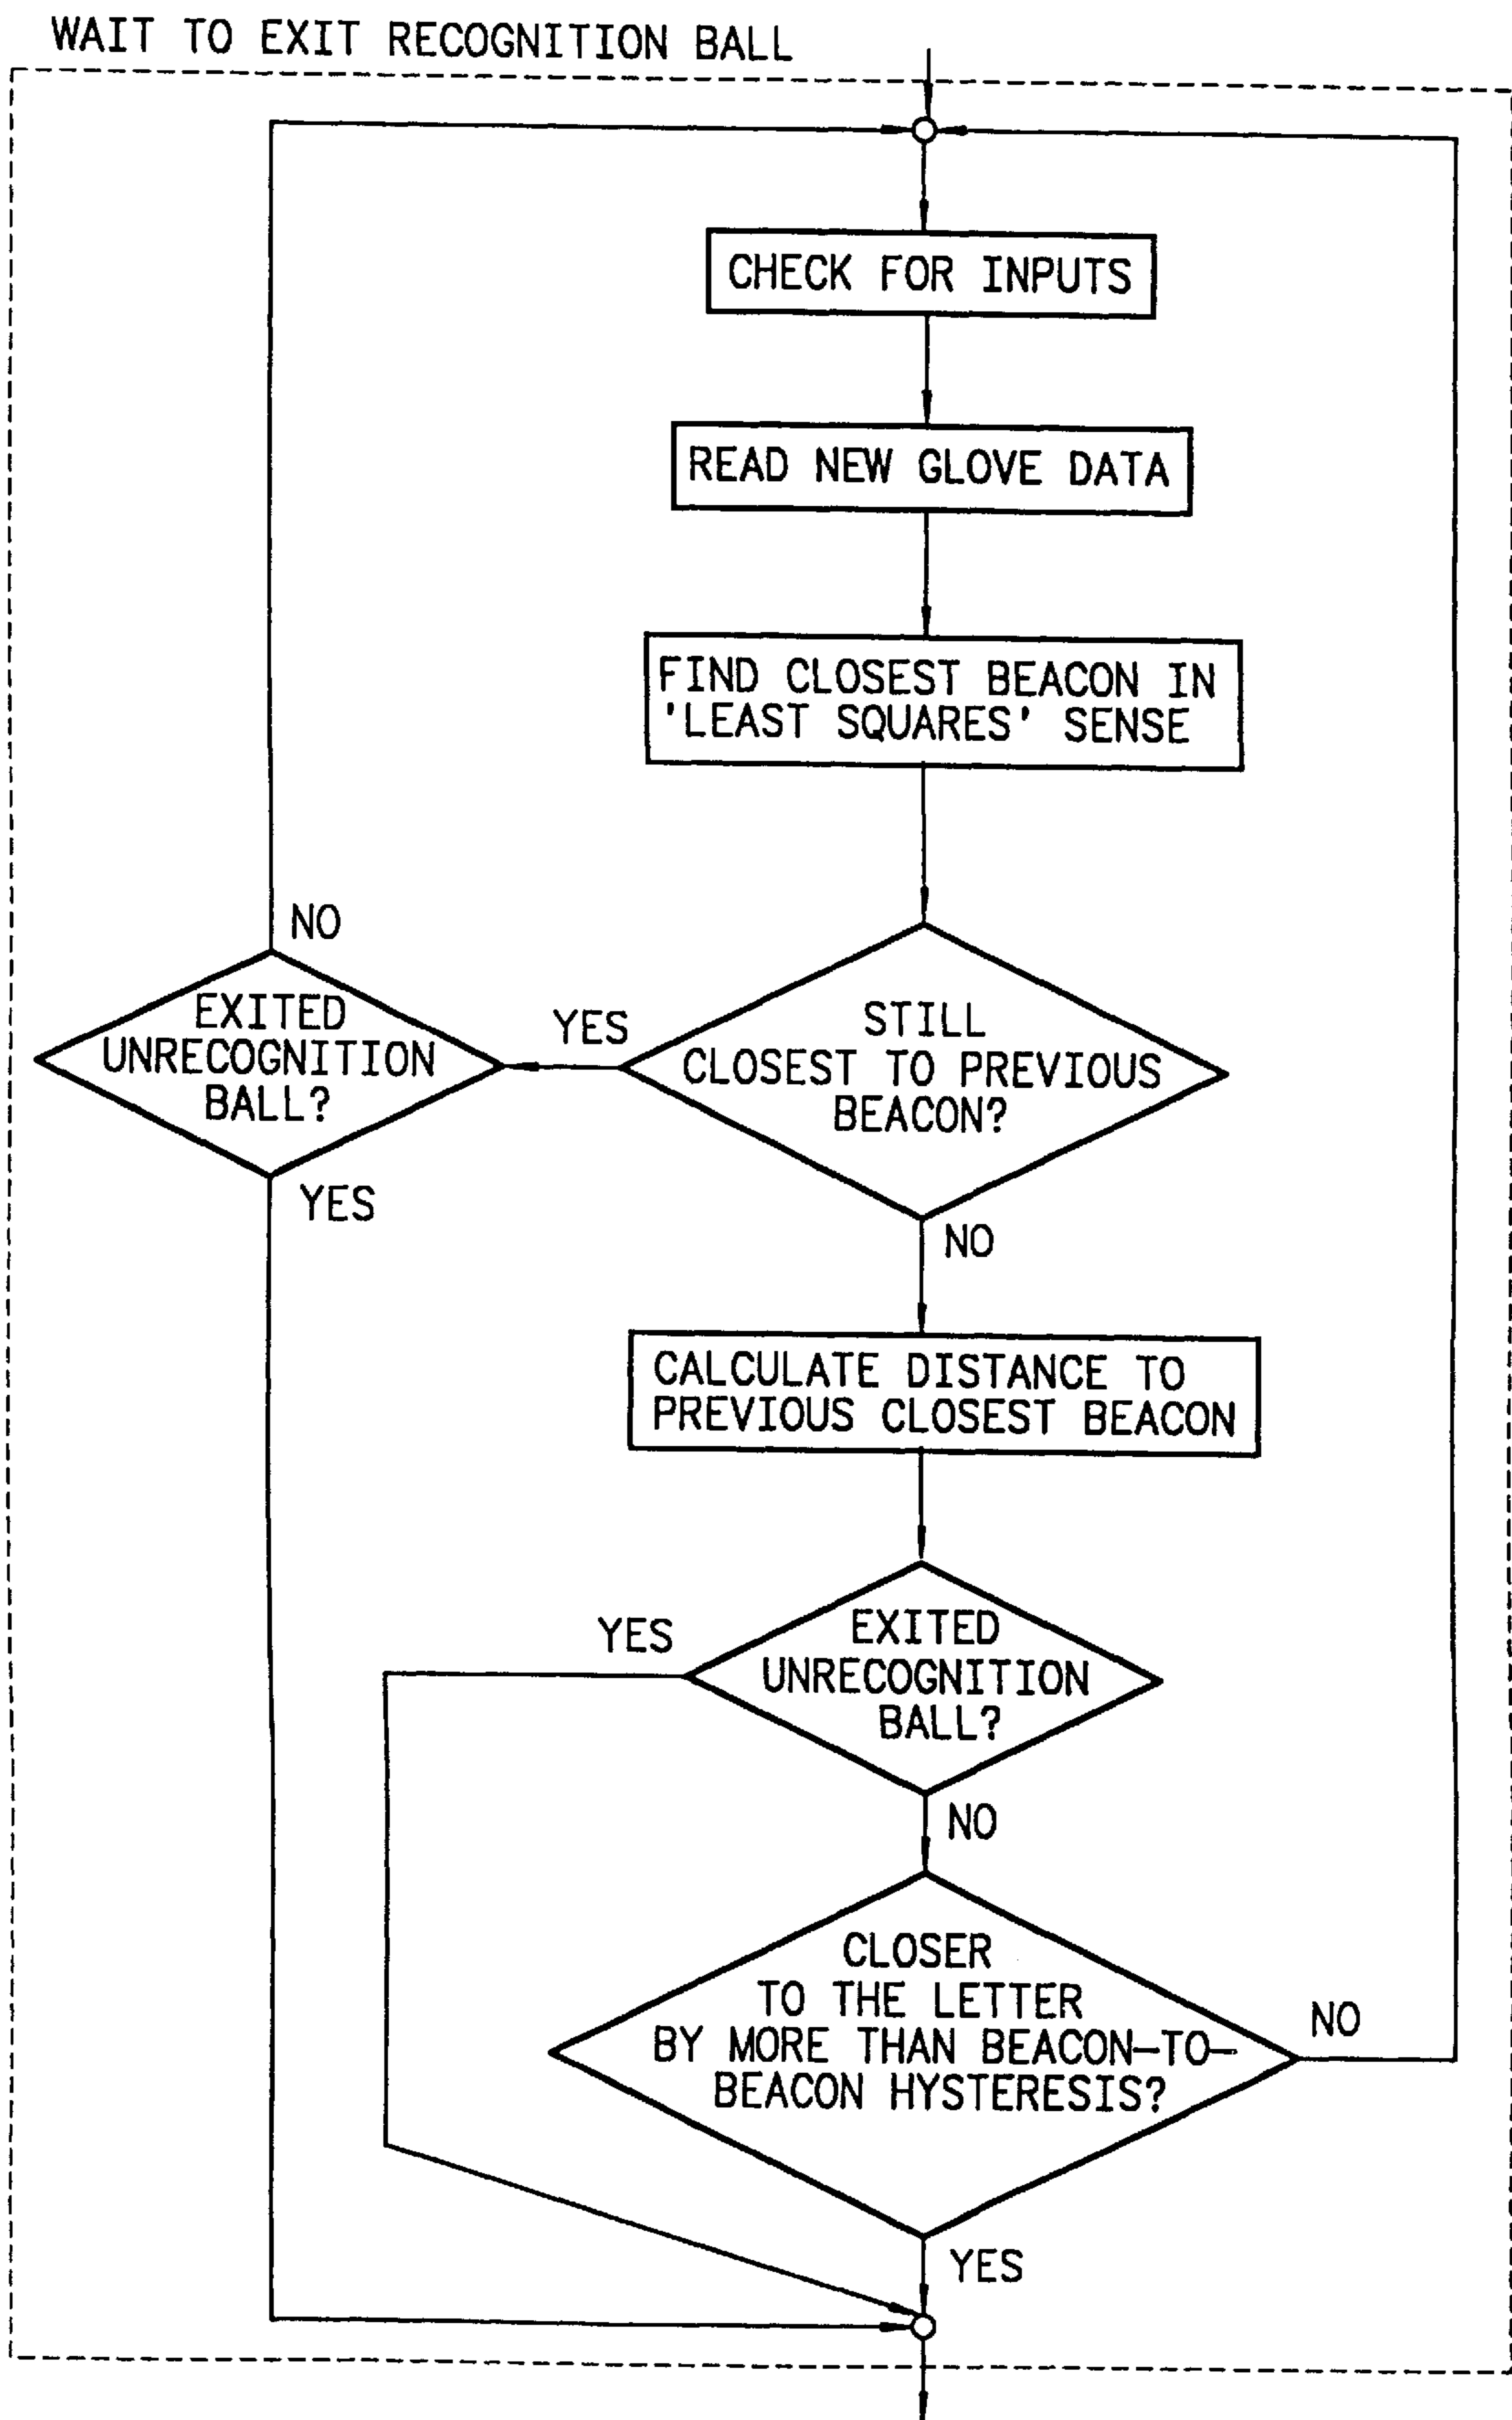 WAIT TO EXIT RECOGNITION BALL
CHECK FOR INPUTS
READ NEW GLOVE DATA
FIND CLOSEST BEACON IN
'LEAST SQUARES' SENSE
NO
EXITED
UNRECOGNITION
BALL?
YES
YES
STILL
CLOSEST TO PREVIOUS
BEACON?
NO
CALCULATE DISTANCE TO
PREVIOUS CLOSEST BEACON
YES
EXITED
UNRECOGNITION
BALL?
NO
CLOSER
TO THE LETTER
BY MORE THAN BEACON-TO-
BEACON HYSTERESIS?
NO
YES